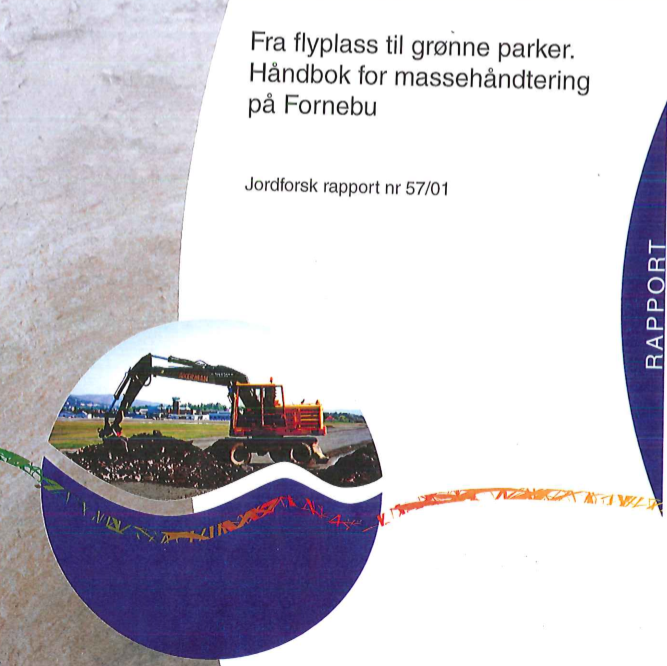 Fra flyplass til grønne parker.
Håndbok for massehåndtering
på Fornebu
Jordforsk rapport nr 57/01
RAPPORT